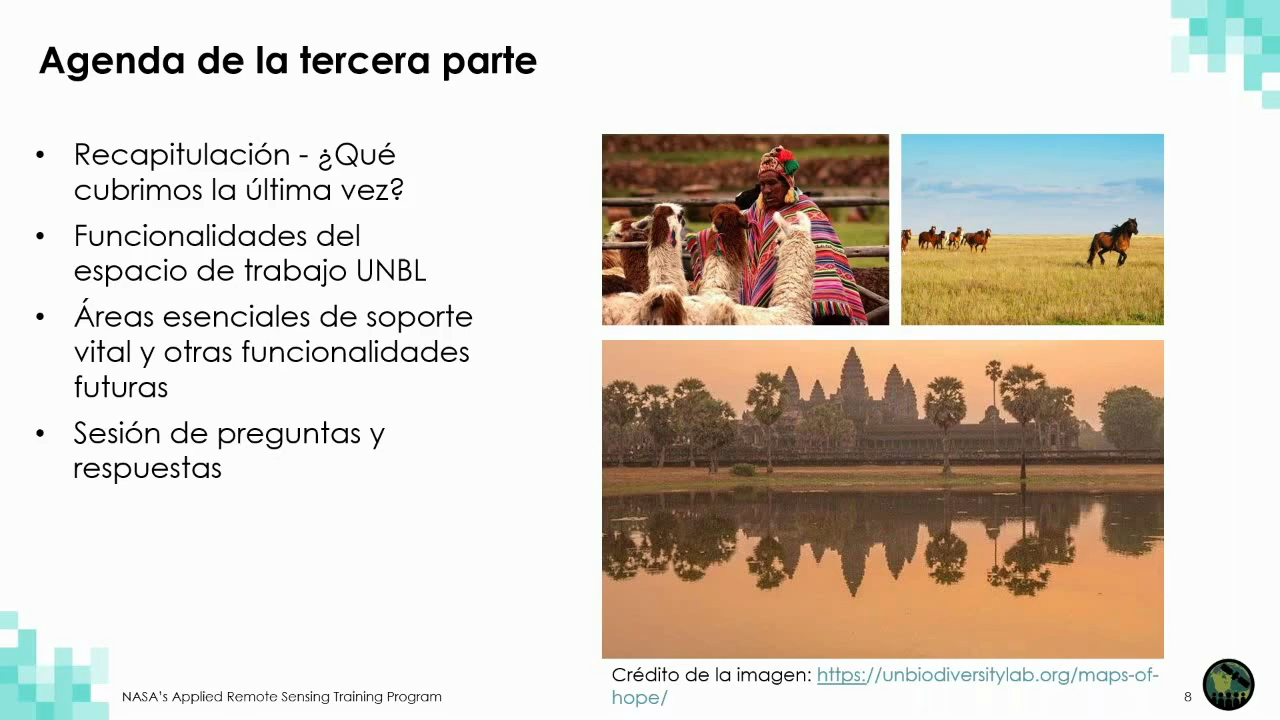 Agenda de la tercera parte
• Recapitulación - ¿Qué
cubrimos la última vez?
• Funcionalidades del
espacio de trabajo UNBL
• Áreas esenciales de soporte
vital y otras funcionalidades
futuras
• Sesión de preguntas y
respuestas
Crédito de la imagen: https://unbiodiversitylab.org/maps-of-
hope/
NASA's Applied Remote Sensing Training Program
8